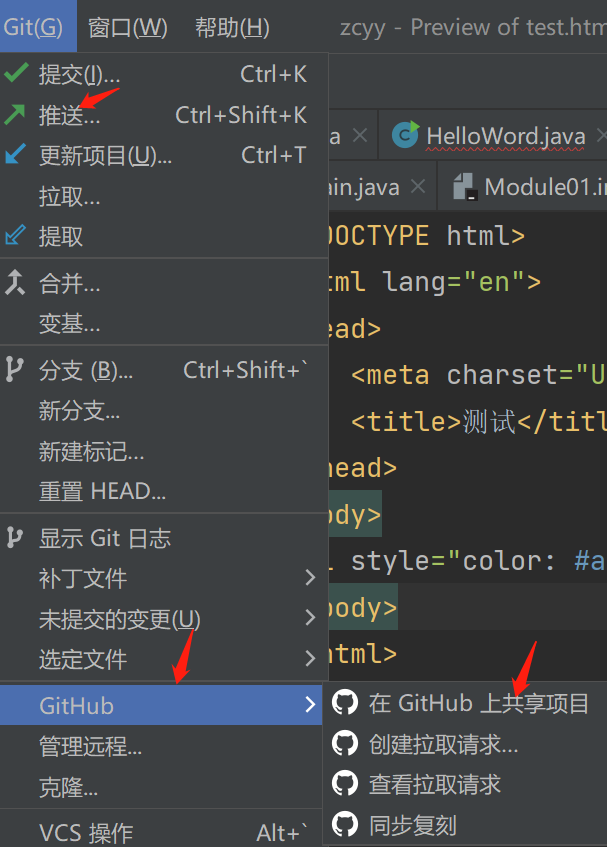 Git(G) 窗口(W) 帮助(H) zcyy - Preview of test.htm
提交(I)... Ctrl+K
推送... Ctrl+Shift+K
更新项目(U)... Ctrl+T
拉取...
提取
合并...
变基...
分支 (B)... Ctrl+Shift+`
新分支...
新建标记...
重置 HEAD...
显示 Git 日志
补丁文件
未提交的变更(U)
选定文件
GitHub
管理远程...
克隆...
VCS 操作 Alt+`
在 GitHub 上共享项目
创建拉取请求...
查看拉取请求
同步复刻
a HelloWord.java
ain.java Module01.i
DOCTYPE html>
tml lang="en">
ead>
<meta charset="U
<title>测试</titl
head>
ody>
style="color: #a
body>
html>